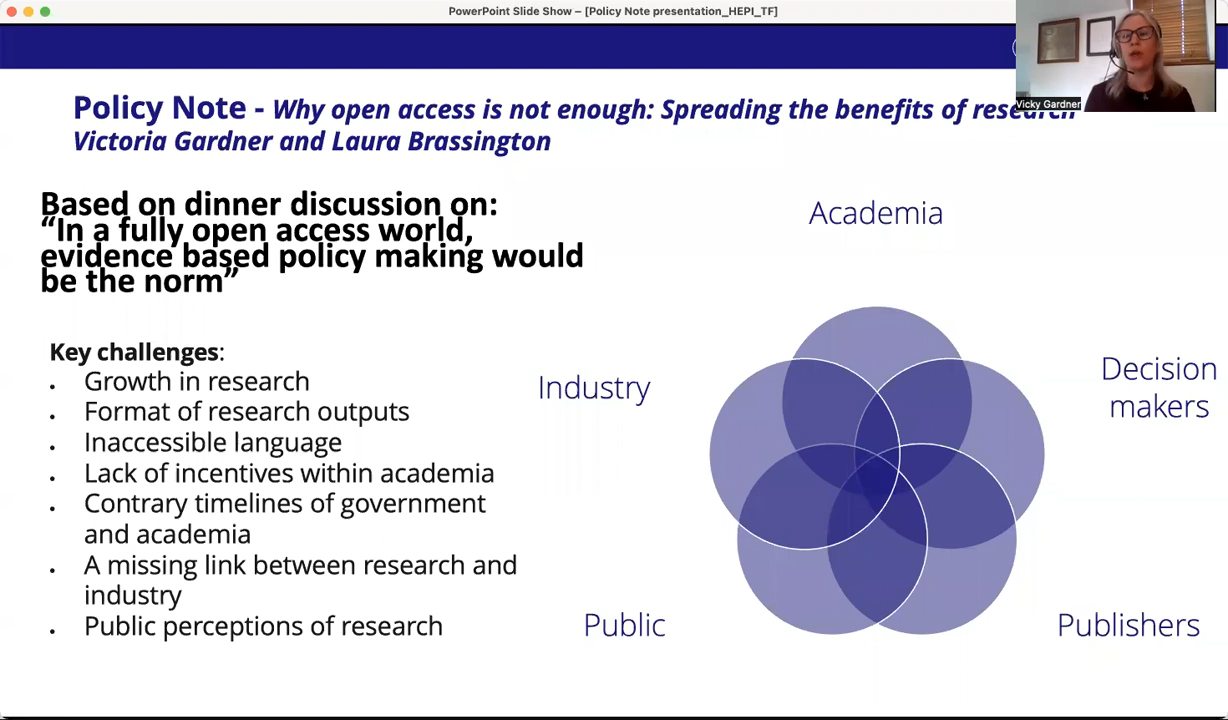 PowerPoint Slide Show – [Policy Note presentation_HEPI_TF]
Vicky Gardner
Policy Note - Why open access is not enough: Spreading the benefits of research
Victoria Gardner and Laura Brassington
Based on dinner discussion on:
“In a fully open access world,
evidence based policy making would
be the norm”
Key challenges:
• Growth in research
• Format of research outputs
• Inaccessible language
• Lack of incentives within academia
• Contrary timelines of government
and academia
• A missing link between research and
industry
• Public perceptions of research
Academia
Industry
Decision
makers
Public
Publishers